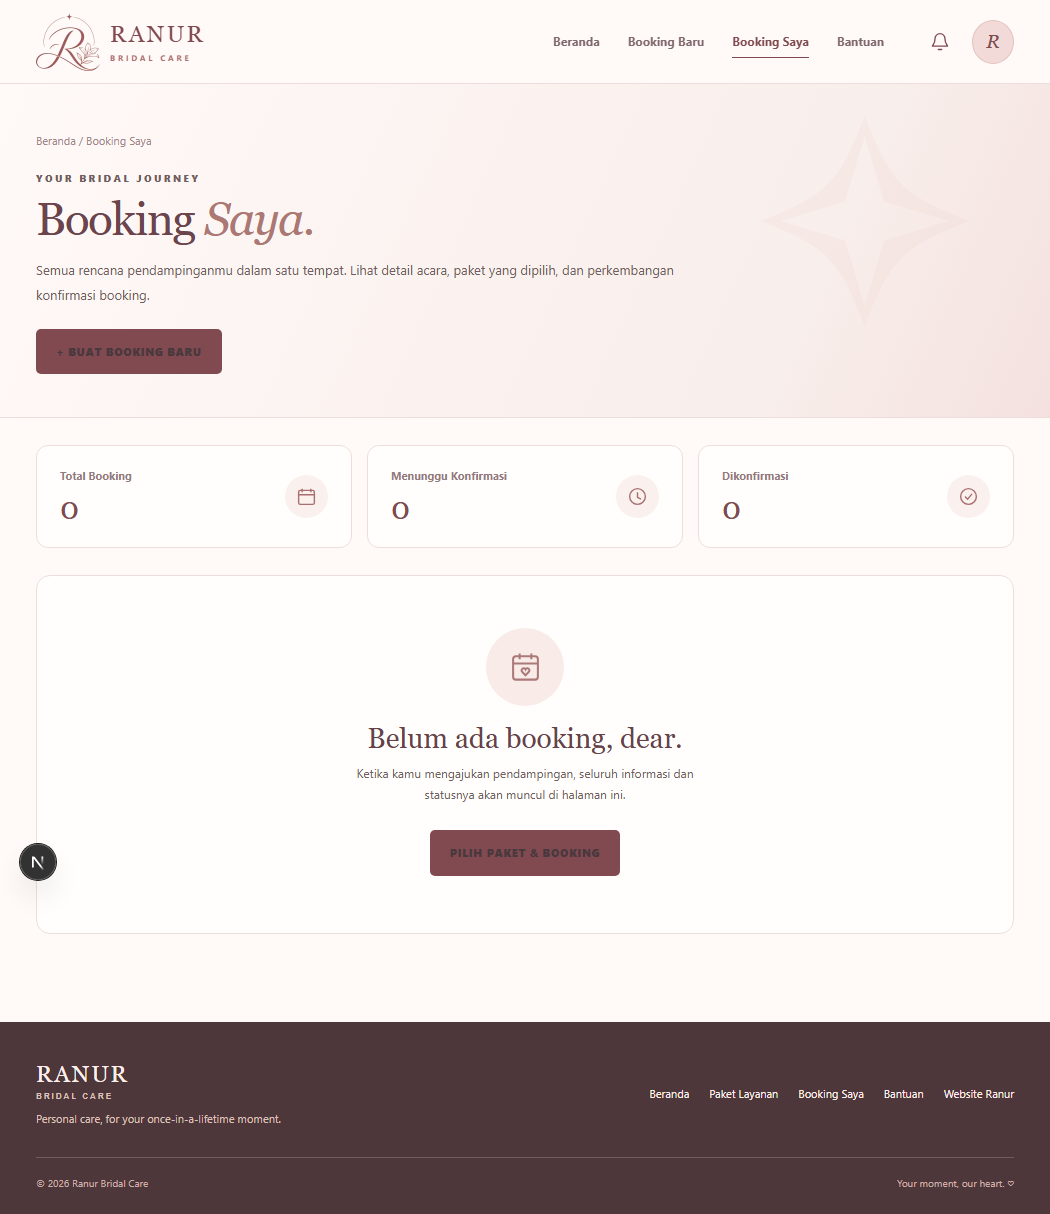 RANUR
BRIDAL CARE
Beranda
Booking Baru
Booking Saya
Bantuan
R
Beranda / Booking Saya
YOUR BRIDAL JOURNEY
Booking Saya.
Semua rencana pendampinganmu dalam satu tempat. Lihat detail acara, paket yang dipilih, dan perkembangan
konfirmasi booking.
+ BUAT BOOKING BARU
Total Booking
0
Menunggu Konfirmasi
0
Dikonfirmasi
0
Belum ada booking, dear.
Ketika kamu mengajukan pendampingan, seluruh informasi dan
statusnya akan muncul di halaman ini.
PILIH PAKET & BOOKING
N
RANUR
BRIDAL CARE
Personal care, for your once-in-a-lifetime moment.
Beranda
Paket Layanan
Booking Saya
Bantuan
Website Ranur
© 2026 Ranur Bridal Care
Your moment, our heart. ♡